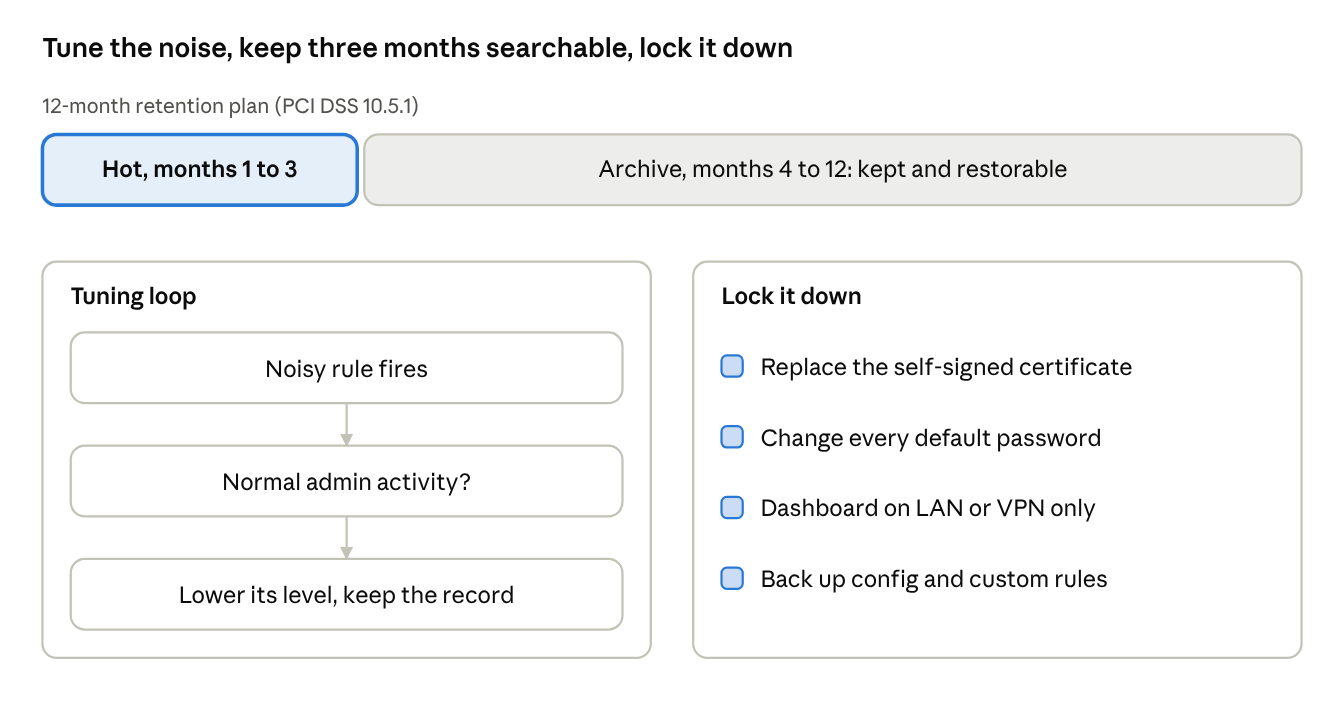 Tune the noise, keep three months searchable, lock it down
12-month retention plan (PCI DSS 10.5.1)
Hot, months 1 to 3
Archive, months 4 to 12: kept and restorable
Tuning loop
Noisy rule fires
Normal admin activity?
Lower its level, keep the record
Lock it down
Replace the self-signed certificate
Change every default password
Dashboard on LAN or VPN only
Back up config and custom rules